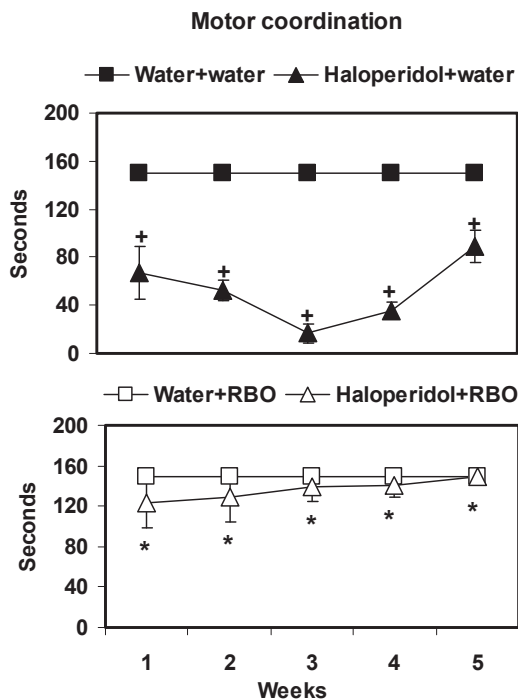 Motor coordination
Water+water Haloperidol+water
200
160
120
80
40
0
Seconds
+ + + + +
Water+RBO Haloperidol+RBO
200
160
120
80
40
0
Seconds
* * * * *
1 2 3 4 5
Weeks